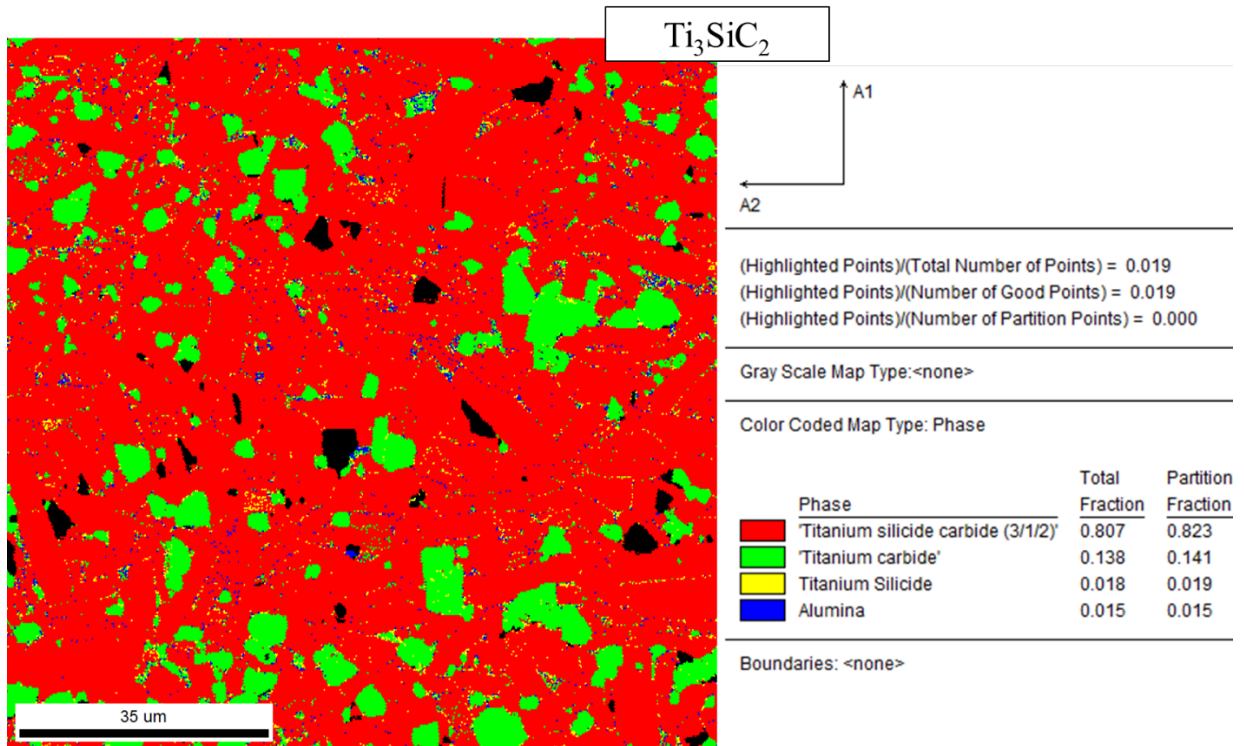 Ti₃SiC₂
A1
A2
(Highlighted Points)/(Total Number of Points) = 0.019
(Highlighted Points)/(Number of Good Points) = 0.019
(Highlighted Points)/(Number of Partition Points) = 0.000
Gray Scale Map Type:<none>
Color Coded Map Type: Phase
Total Partition
Phase Fraction Fraction
'Titanium silicide carbide (3/1/2)' 0.807 0.823
'Titanium carbide' 0.138 0.141
Titanium Silicide 0.018 0.019
Alumina 0.015 0.015
Boundaries: <none>
35 um